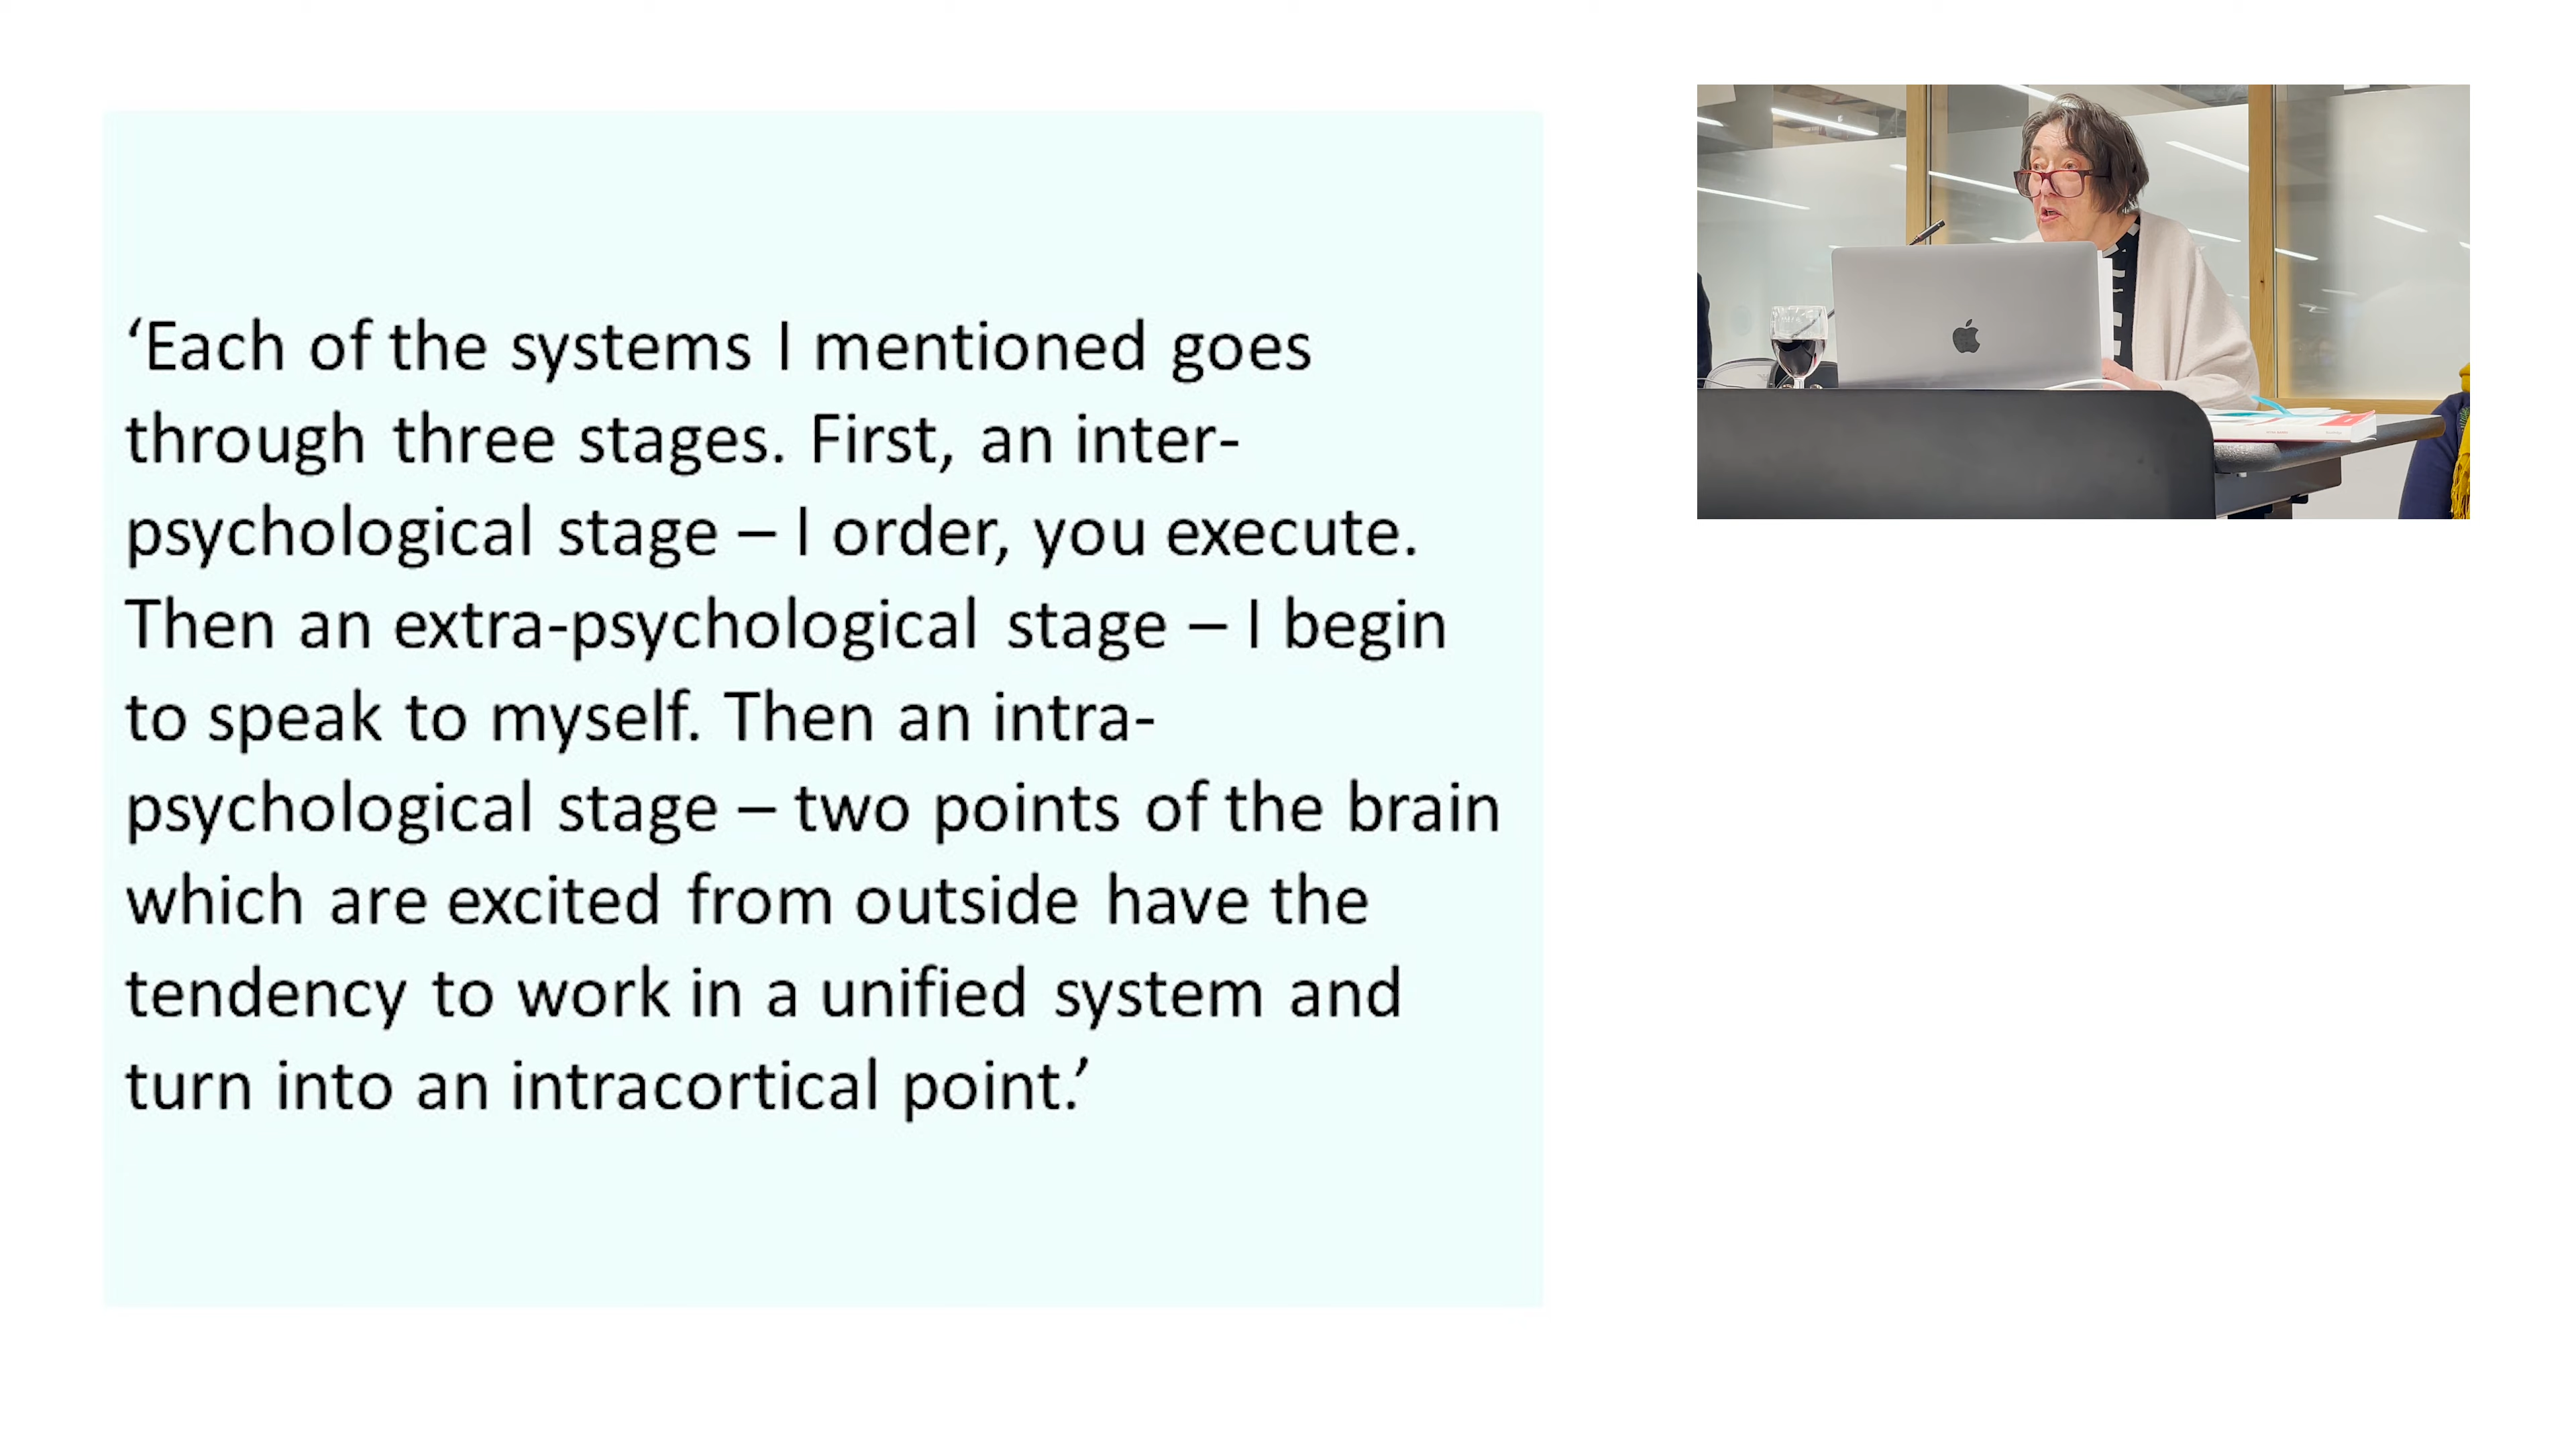 ‘Each of the systems I mentioned goes
through three stages. First, an inter-
psychological stage – I order, you execute.
Then an extra-psychological stage – I begin
to speak to myself. Then an intra-
psychological stage – two points of the brain
which are excited from outside have the
tendency to work in a unified system and
turn into an intracortical point.’